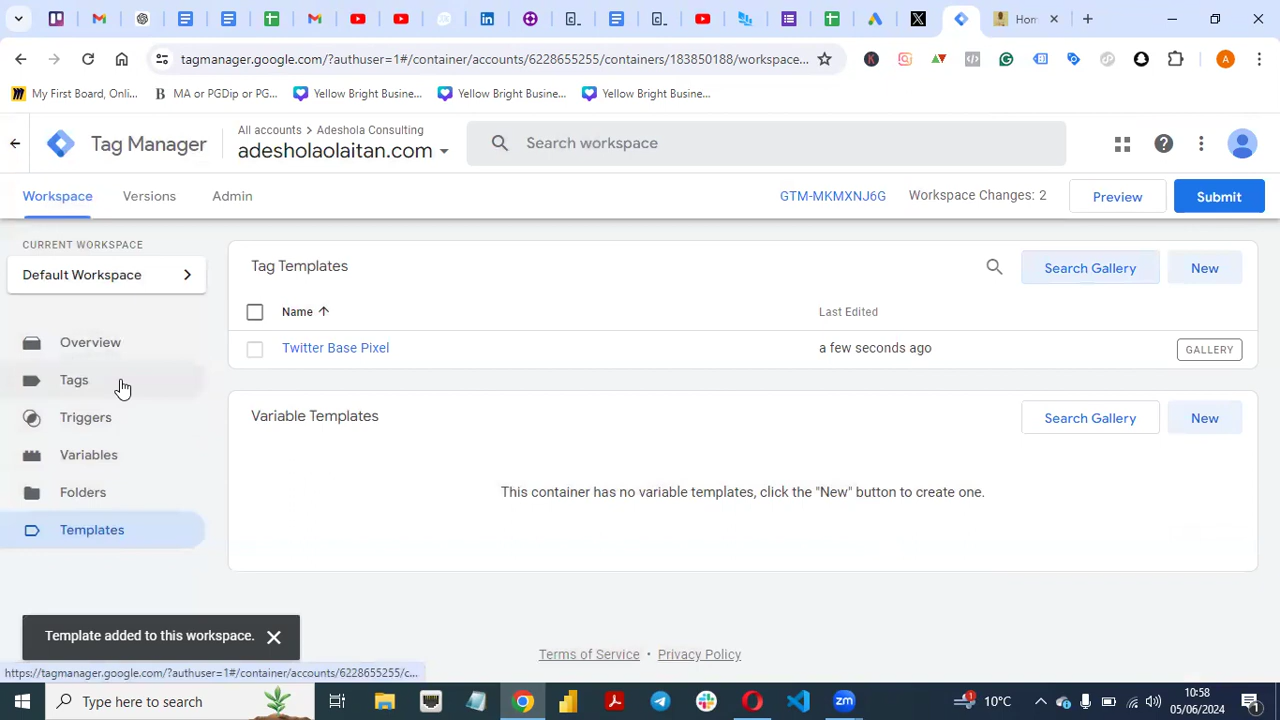 Hom
tagmanager.google.com/?authuser=1#/container/accounts/6228655255/containers/183850188/workspace...
My First Board, Onli...
MA or PGDip or PG...
Yellow Bright Busine...
Yellow Bright Busine...
Yellow Bright Busine...
Tag Manager
All accounts > Adeshola Consulting
adesholaolaitan.com
Search workspace
Workspace
Versions
Admin
GTM-MKMXNJ6G
Workspace Changes: 2
Preview
Submit
CURRENT WORKSPACE
Default Workspace
Overview
Tags
Triggers
Variables
Folders
Templates
Tag Templates
Search Gallery
New
Name
Last Edited
Twitter Base Pixel
a few seconds ago
GALLERY
Variable Templates
Search Gallery
New
This container has no variable templates, click the "New" button to create one.
Template added to this workspace.
Terms of Service • Privacy Policy
https://tagmanager.google.com/?authuser=1#/container/accounts/6228655255/c...
Type here to search
10°C
10:58
05/06/2024